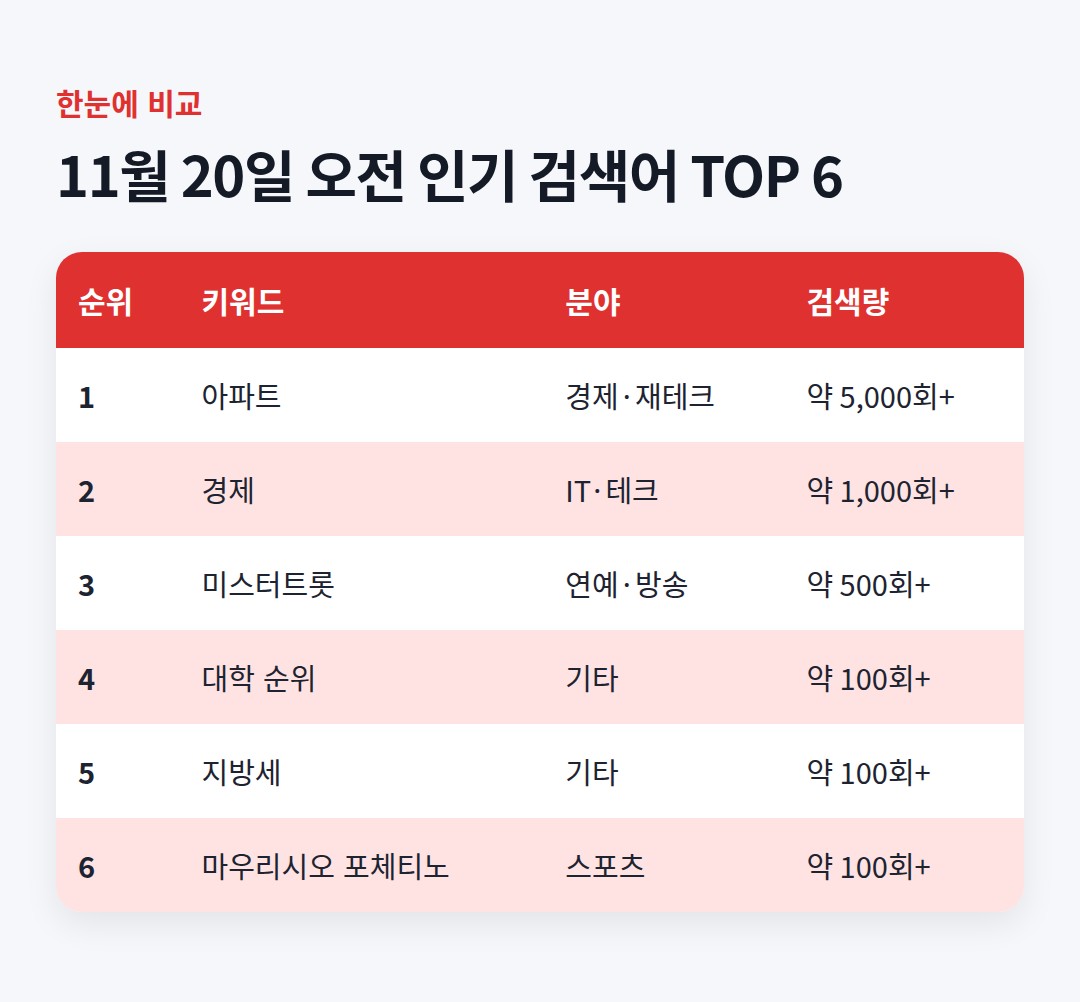 한눈에 비교
11월 20일 오전 인기 검색어 TOP 6
순위 키워드 분야 검색량
1 아파트 경제·재테크 약 5,000회+
2 경제 IT·테크 약 1,000회+
3 미스터트롯 연예·방송 약 500회+
4 대학 순위 기타 약 100회+
5 지방세 기타 약 100회+
6 마우리시오 포체티노 스포츠 약 100회+